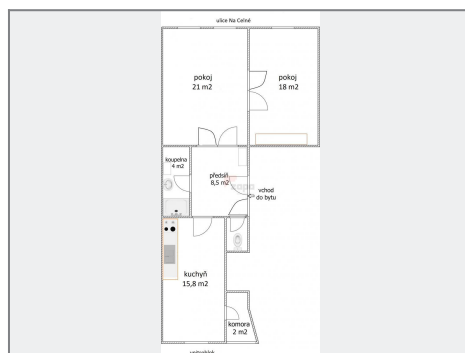 ulice Na Celné
pokoj
21 m2
pokoj
18 m2
koupelna
4 m2
předsíň
8,5 m2
vchod
do bytu
kuchyň
15,8 m2
komora
2 m2
vnitroblok